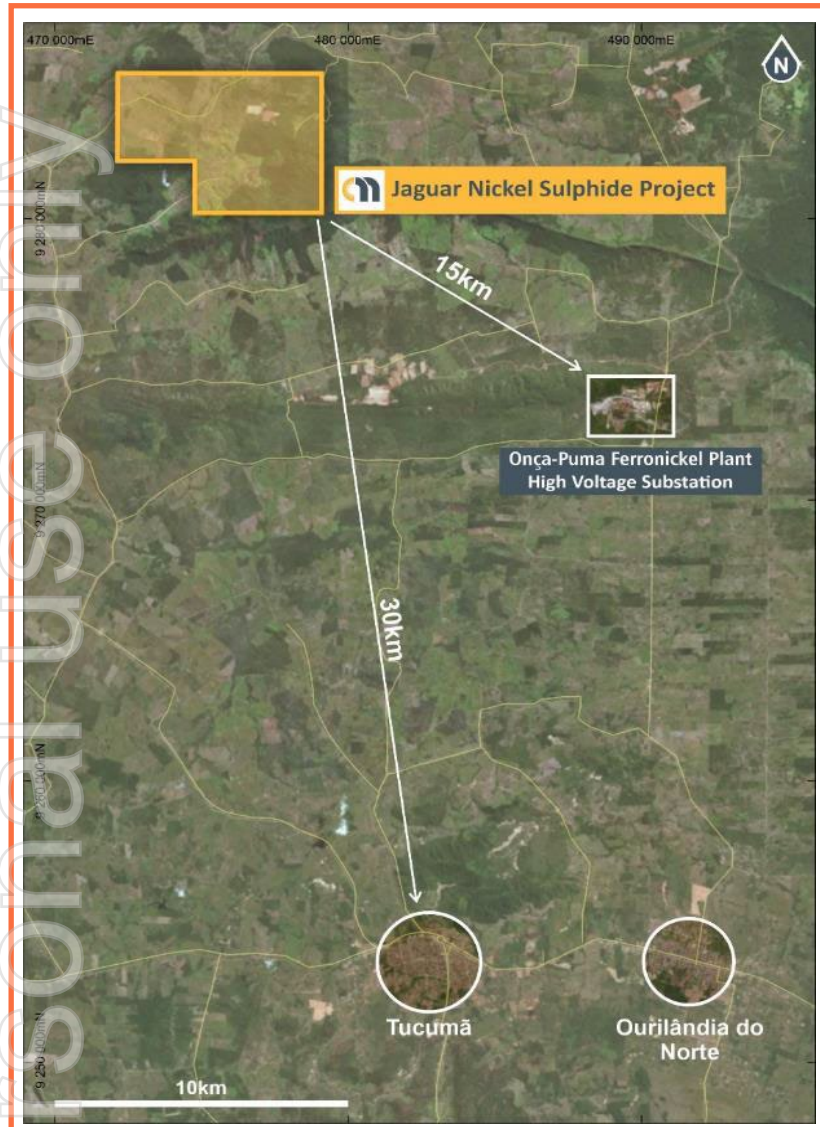 470 000mE
480 000mE
490 000mE
N
Jaguar Nickel Sulphide Project
9 280 000mN
15km
Onça-Puma Ferronickel Plant
High Voltage Substation
9 270 000mN
30km
9 260 000mN
Tucumã
Ourilândia do
Norte
9 250 000mN
10km
rsonal use only